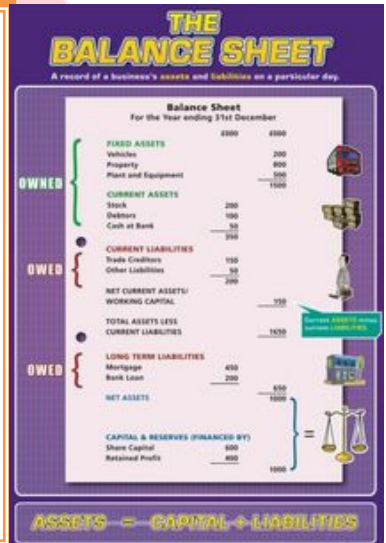 THE
BALANCE SHEET
A record of a business's assets and liabilities on a particular day.
Balance Sheet
For the Year ending 31st December
£000 £000
FIXED ASSETS
Vehicles 200
Property 800
Plant and Equipment 500
1500
OWNED
CURRENT ASSETS
Stock 200
Debtors 100
Cash at Bank 50
350
CURRENT LIABILITIES
Trade Creditors 150
OWED
Other Liabilities 50
200
NET CURRENT ASSETS/
WORKING CAPITAL 150
Current ASSETS minus
current LIABILITIES
TOTAL ASSETS LESS
CURRENT LIABILITIES 1650
LONG TERM LIABILITIES
OWED
Mortgage 450
Bank Loan 200
650
NET ASSETS 1000
=
CAPITAL & RESERVES (FINANCED BY)
Share Capital 600
Retained Profit 400
1000
ASSETS = CAPITAL + LIABILITIES